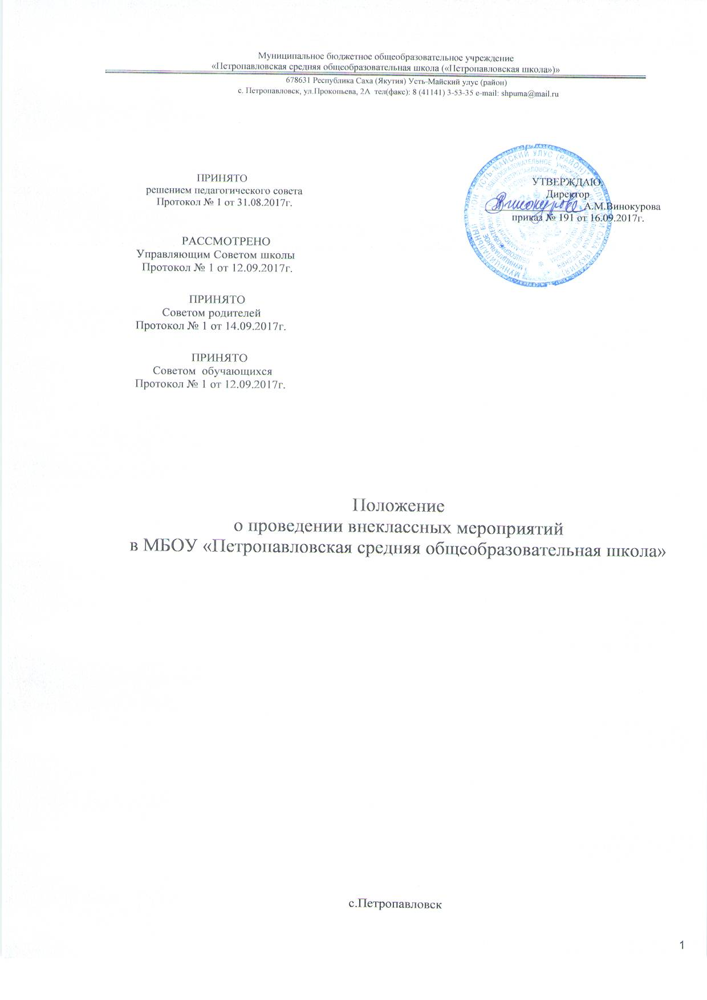 Муниципальное бюджетное общеобразовательное учреждение
«Петропавловская средняя общеобразовательная школа («Петропавловская школа»)»
678631 Республика Саха (Якутия) Усть-Майский улус (район)
с. Петропавловск, ул.Прокопьева, 2А тел(факс): 8 (41141) 3-53-35 e-mail: shpuma@mail.ru
ПРИНЯТО
решением педагогического совета
Протокол № 1 от 31.08.2017г.
УТВЕРЖДАЮ
Директор
Винокурова А.М.Винокурова
приказ № 191 от 16.09.2017г.
РАССМОТРЕНО
Управляющим Советом школы
Протокол № 1 от 12.09.2017г.
ПРИНЯТО
Советом родителей
Протокол № 1 от 14.09.2017г.
ПРИНЯТО
Советом обучающихся
Протокол № 1 от 12.09.2017г.
Положение
о проведении внеклассных мероприятий
в МБОУ «Петропавловская средняя общеобразовательная школа»
с.Петропавловск
1